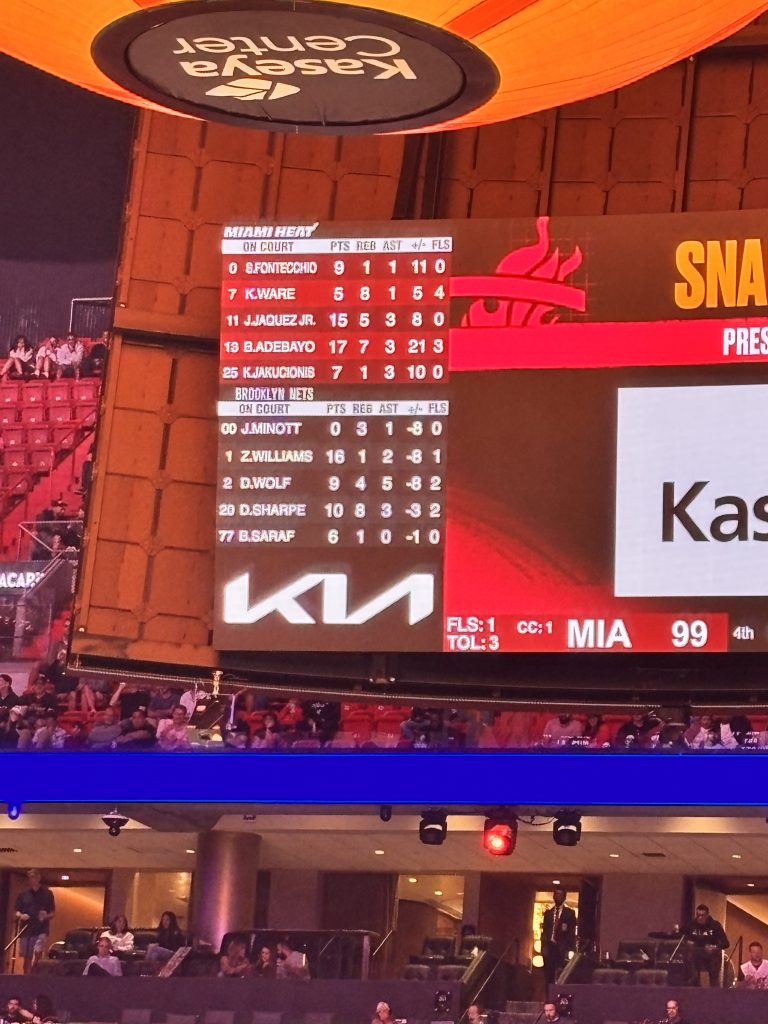 Kaseya
Center
MIAMI HEAT
ON COURT PTS REB AST +/- FLS
0 S.FONTECCHIO 9 1 1 11 0
7 K.WARE 5 8 1 5 4
11 J.JAQUEZ JR. 15 5 3 8 0
13 B.ADEBAYO 17 7 3 21 3
25 K.JAKUCIONIS 7 1 3 10 0
BROOKLYN NETS
ON COURT PTS REB AST +/- FLS
00 J.MINOTT 0 3 1 -8 0
1 Z.WILLIAMS 16 1 2 -8 1
2 D.WOLF 9 4 5 -8 2
20 D.SHARPE 10 8 3 -3 2
77 B.SARAF 6 1 0 -1 0
KIA
SNA
PRES
Kas
FLS: 1
TOL: 3
CC: 1
MIA 99 4th
ACARD